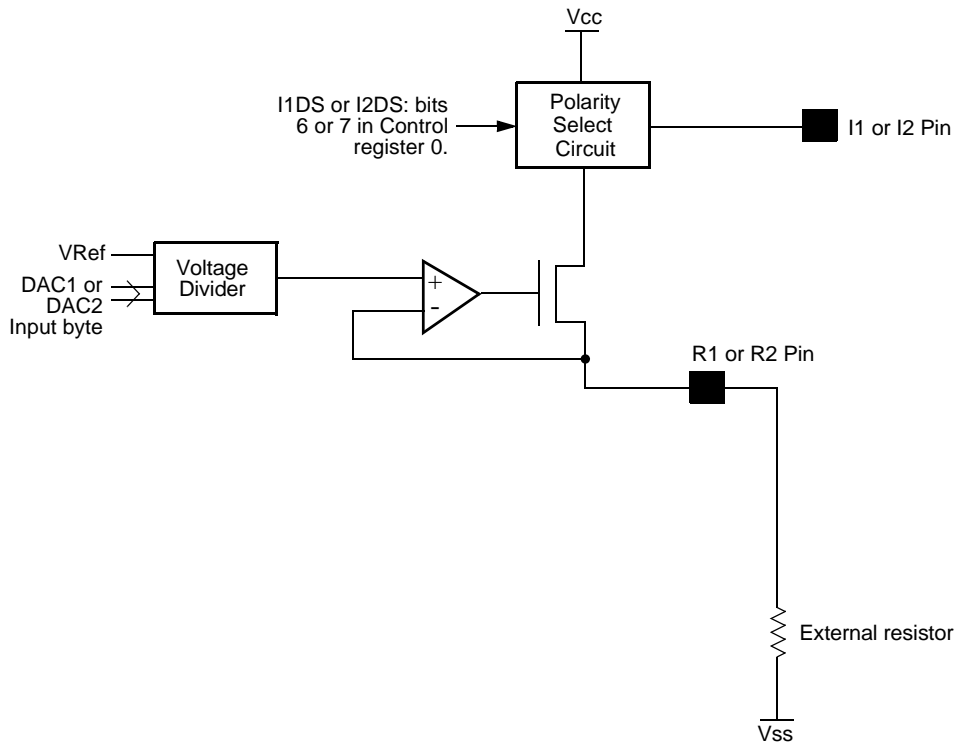 Vcc
I1DS or I2DS: bits
6 or 7 in Control
register 0.
Polarity
Select
Circuit
I1 or I2 Pin
VRef
DAC1 or
DAC2
Input byte
Voltage
Divider
+
-
R1 or R2 Pin
External resistor
Vss